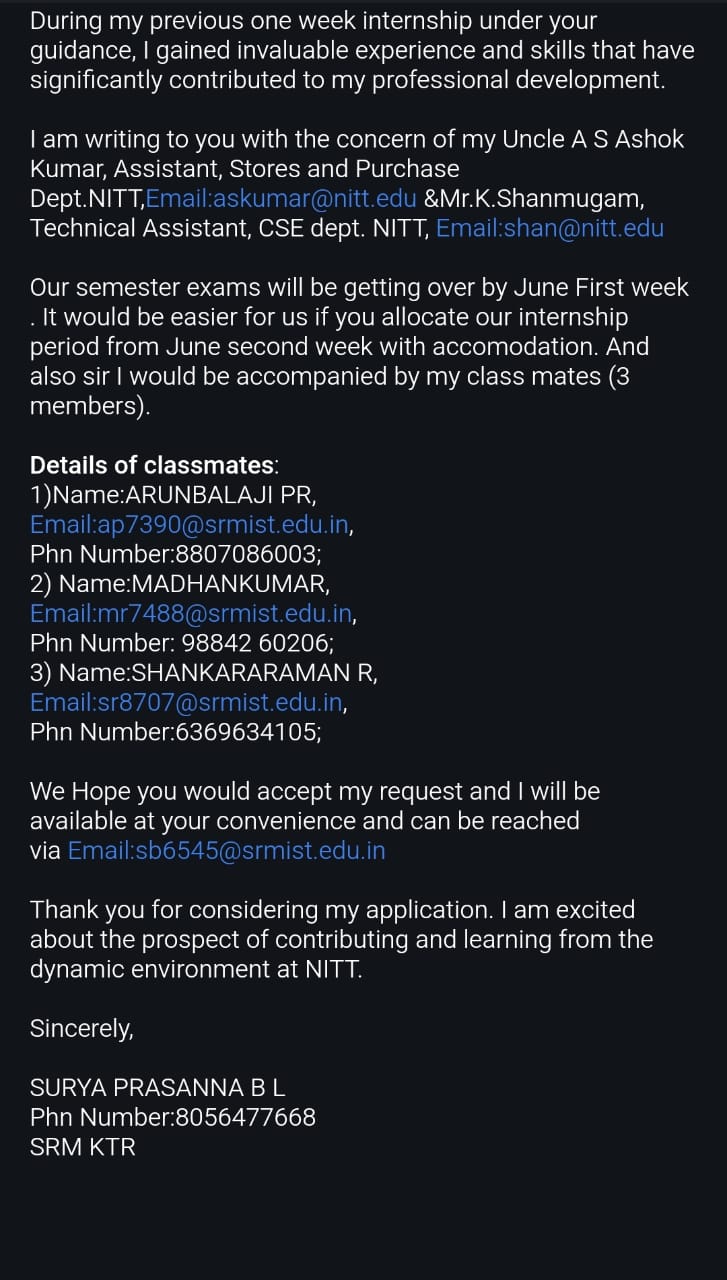 During my previous one week internship under your
guidance, I gained invaluable experience and skills that have
significantly contributed to my professional development.
I am writing to you with the concern of my Uncle A S Ashok
Kumar, Assistant, Stores and Purchase
Dept.NITT,Email:askumar@nitt.edu &Mr.K.Shanmugam,
Technical Assistant, CSE dept. NITT, Email:shan@nitt.edu
Our semester exams will be getting over by June First week
. It would be easier for us if you allocate our internship
period from June second week with accomodation. And
also sir I would be accompanied by my class mates (3
members).
Details of classmates:
1)Name:ARUNBALAJI PR,
Email:ap7390@srmist.edu.in,
Phn Number:8807086003;
2) Name:MADHANKUMAR,
Email:mr7488@srmist.edu.in,
Phn Number: 98842 60206;
3) Name:SHANKARARAMAN R,
Email:sr8707@srmist.edu.in,
Phn Number:6369634105;
We Hope you would accept my request and I will be
available at your convenience and can be reached
via Email:sb6545@srmist.edu.in
Thank you for considering my application. I am excited
about the prospect of contributing and learning from the
dynamic environment at NITT.
Sincerely,
SURYA PRASANNA B L
Phn Number:8056477668
SRM KTR